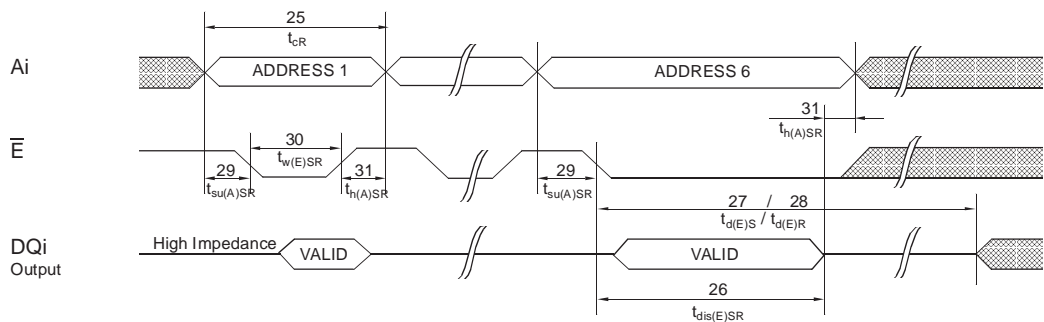 25
tcR
Ai
ADDRESS 1
ADDRESS 6
31
th(A)SR
E
30
tw(E)SR
29
31
29
tsu(A)SR
th(A)SR
tsu(A)SR
27 / 28
td(E)S / td(E)R
DQi
Output
High Impedance
VALID
VALID
26
tdis(E)SR